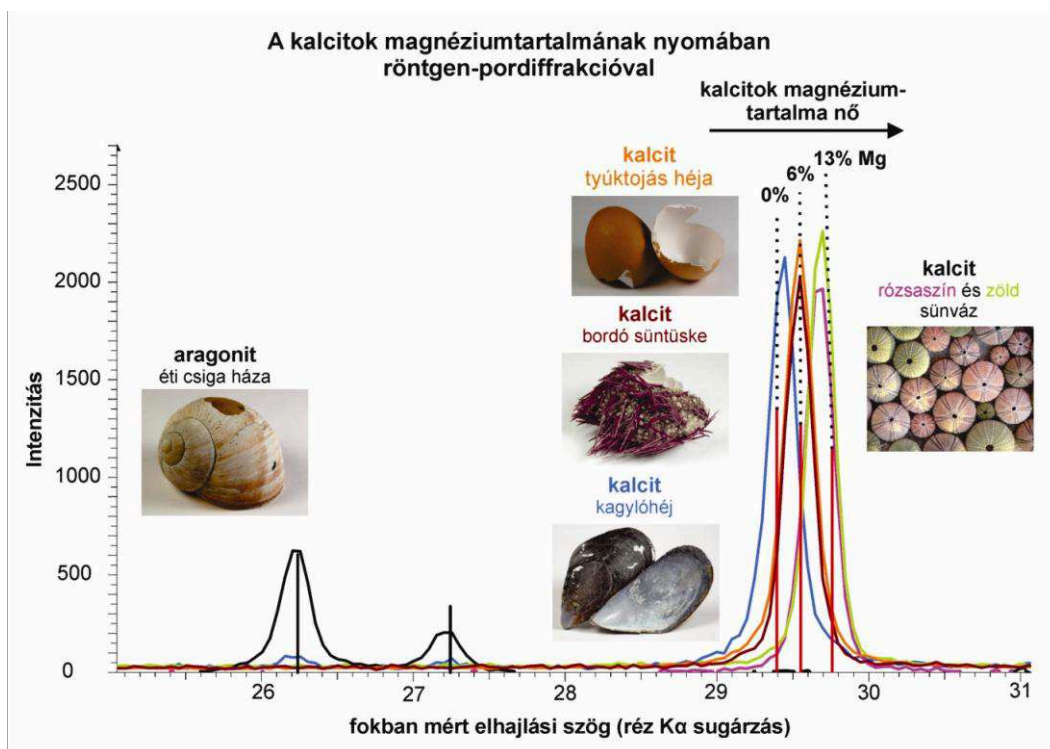 A kalcitok magnéziumtartalmának nyomában
röntgen-pordiffrakcióval
kalcitok magnézium-
tartalma nő
13% Mg
6%
0%
kalcit
tyúktojás héja
kalcit
bordó süntüske
kalcit
kagylóhéj
aragonit
éti csiga háza
kalcit
rózsaszín és zöld
sünváz
Intenzitás
2500
2000
1500
1000
500
0
26
27
28
29
30
31
fokban mért elhajlási szög (réz Kα sugárzás)